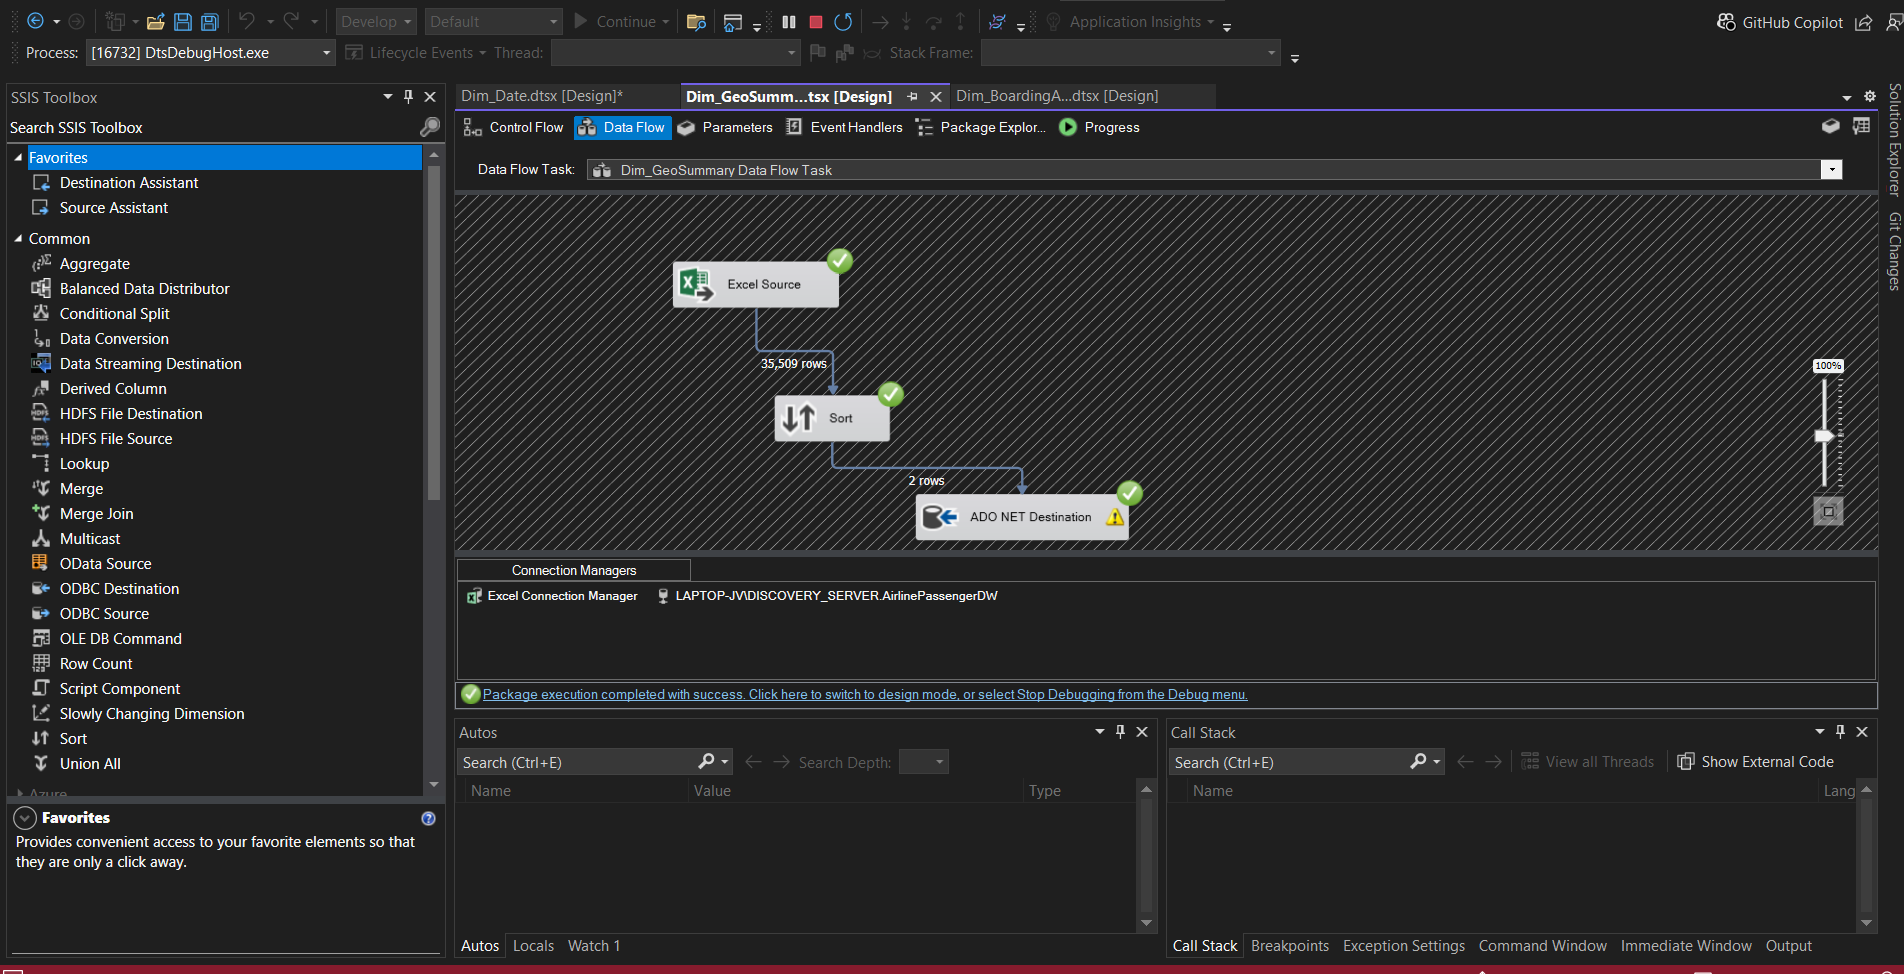 Develop
Default
Continue
Application Insights
GitHub Copilot
Process:
[16732] DtsDebugHost.exe
Lifecycle Events
Thread:
Stack Frame:
SSIS Toolbox
Search SSIS Toolbox
Favorites
Destination Assistant
Source Assistant
Common
Aggregate
Balanced Data Distributor
Conditional Split
Data Conversion
Data Streaming Destination
Derived Column
HDFS File Destination
HDFS File Source
Lookup
Merge
Merge Join
Multicast
OData Source
ODBC Destination
ODBC Source
OLE DB Command
Row Count
Script Component
Slowly Changing Dimension
Sort
Union All
Azure
Favorites
Provides convenient access to your favorite elements so that
they are only a click away.
Dim_Date.dtsx [Design]*
Dim_GeoSumm...tsx [Design]
Dim_BoardingA...dtsx [Design]
Control Flow
Data Flow
Parameters
Event Handlers
Package Explor...
Progress
Data Flow Task:
Dim_GeoSummary Data Flow Task
Excel Source
35,509 rows
Sort
2 rows
ADO NET Destination
100%
Connection Managers
Excel Connection Manager
LAPTOP-JV\DISCOVERY_SERVER.AirlinePassengerDW
Package execution completed with success. Click here to switch to design mode, or select Stop Debugging from the Debug menu.
Autos
Search (Ctrl+E)
Search Depth:
Name
Value
Type
Autos
Locals
Watch 1
Call Stack
Search (Ctrl+E)
View all Threads
Show External Code
Name
Lang
Call Stack
Breakpoints
Exception Settings
Command Window
Immediate Window
Output
Solution Explorer
Git Changes